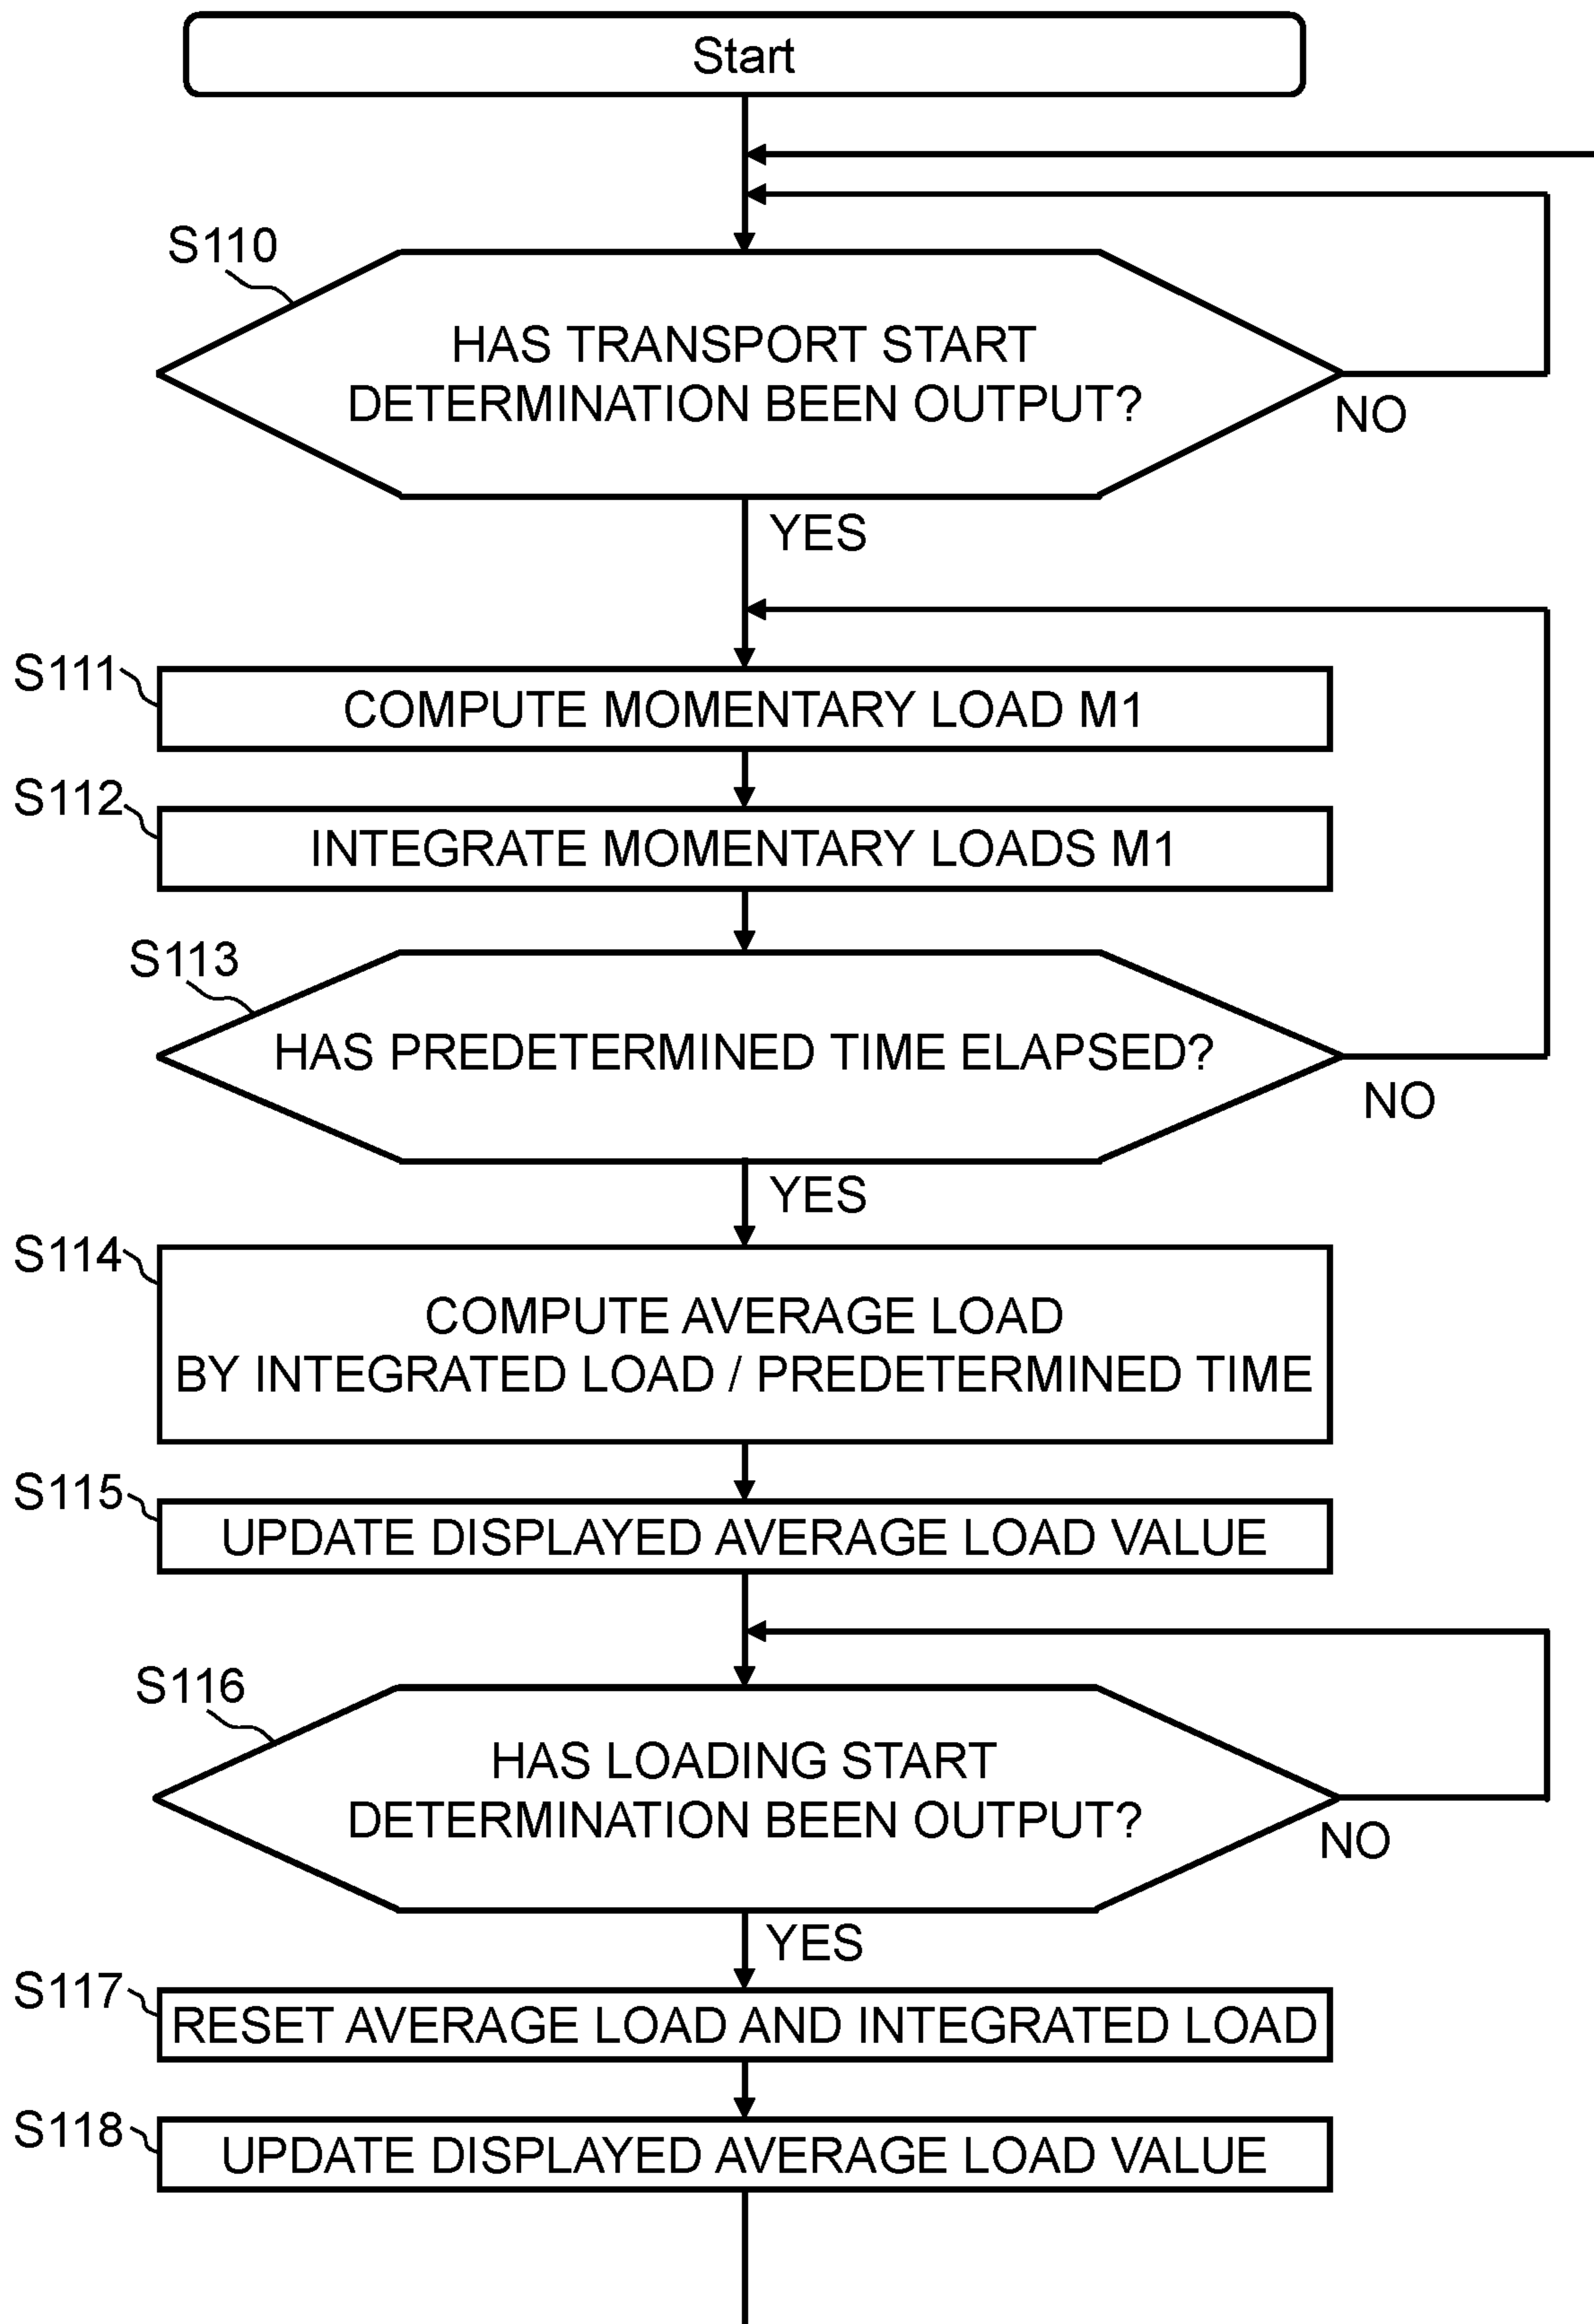 Start
S110
HAS TRANSPORT START
DETERMINATION BEEN OUTPUT?
NO
YES
S111
COMPUTE MOMENTARY LOAD M1
S112
INTEGRATE MOMENTARY LOADS M1
S113
HAS PREDETERMINED TIME ELAPSED?
NO
YES
S114
COMPUTE AVERAGE LOAD
BY INTEGRATED LOAD / PREDETERMINED TIME
S115
UPDATE DISPLAYED AVERAGE LOAD VALUE
S116
HAS LOADING START
DETERMINATION BEEN OUTPUT?
NO
YES
S117
RESET AVERAGE LOAD AND INTEGRATED LOAD
S118
UPDATE DISPLAYED AVERAGE LOAD VALUE